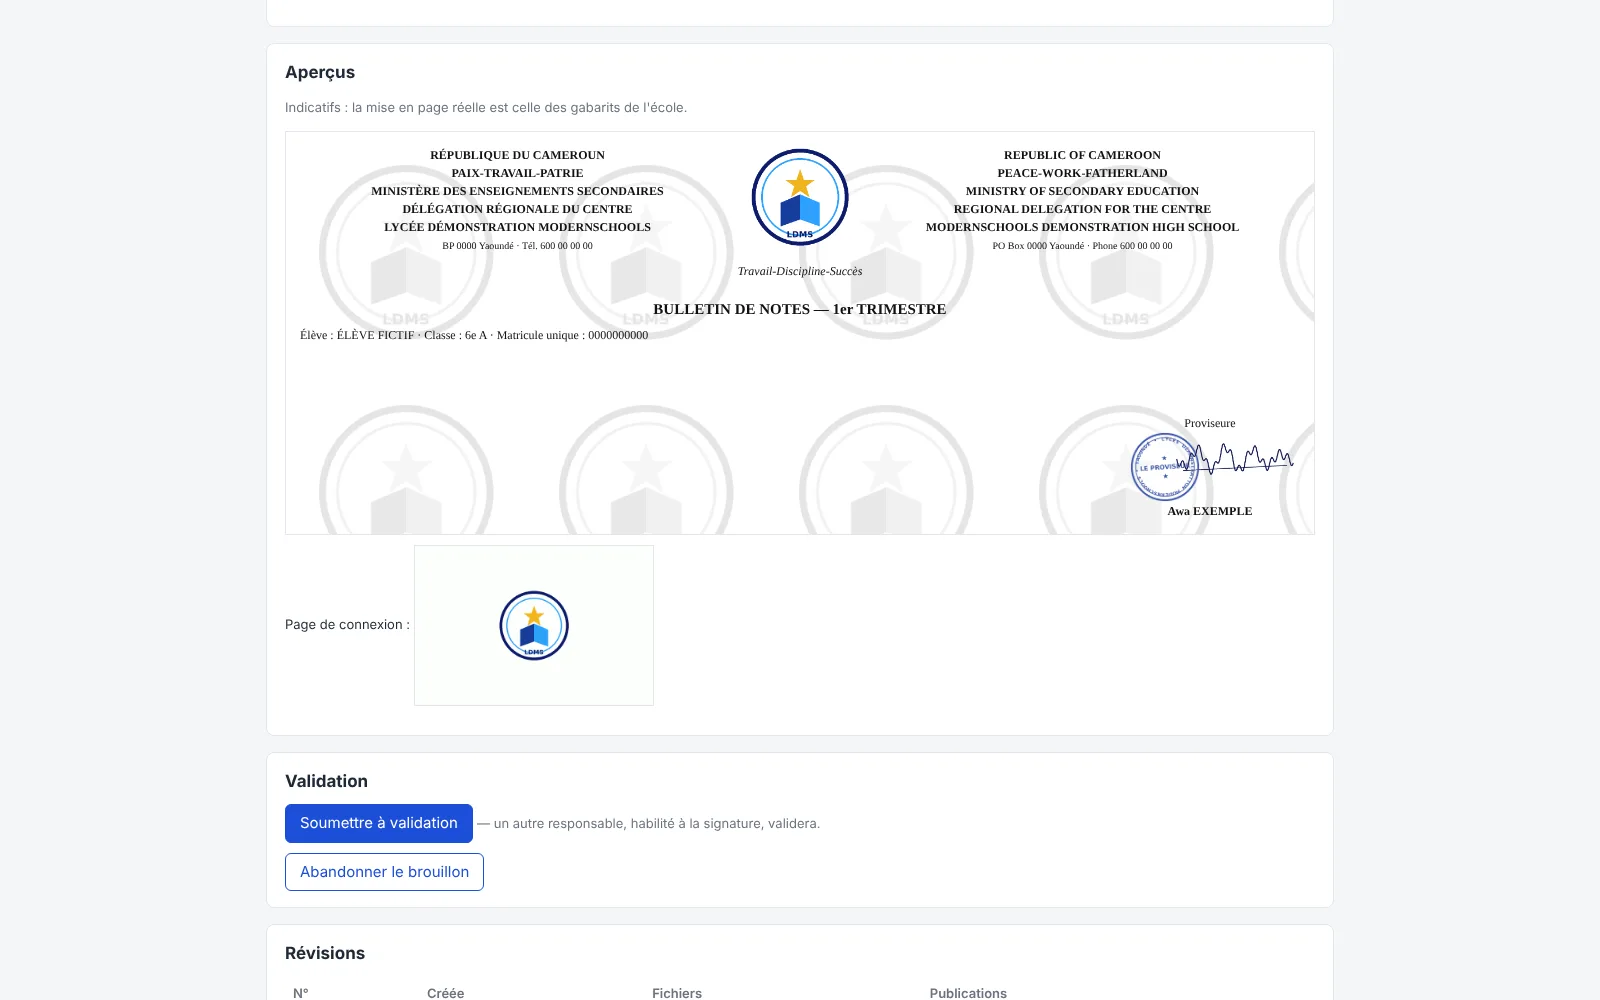 Aperçus
Indicatifs : la mise en page réelle est celle des gabarits de l'école.
RÉPUBLIQUE DU CAMEROUN
PAIX-TRAVAIL-PATRIE
MINISTÈRE DES ENSEIGNEMENTS SECONDAIRES
DÉLÉGATION RÉGIONALE DU CENTRE
LYCÉE DÉMONSTRATION MODERNSCHOOLS
BP 0000 Yaoundé · Tél. 600 00 00 00
LDMS
Travail-Discipline-Succès
REPUBLIC OF CAMEROON
PEACE-WORK-FATHERLAND
MINISTRY OF SECONDARY EDUCATION
REGIONAL DELEGATION FOR THE CENTRE
MODERNSCHOOLS DEMONSTRATION HIGH SCHOOL
PO Box 0000 Yaoundé · Phone 600 00 00 00
LDMS LDMS LDMS LDMS
BULLETIN DE NOTES — 1er TRIMESTRE
Élève : ÉLÈVE FICTIF · Classe : 6e A · Matricule unique : 0000000000
Proviseure
LE
Awa EXEMPLE
Page de connexion :
LDMS
Validation
Soumettre à validation — un autre responsable, habilité à la signature, validera.
Abandonner le brouillon
Révisions
N° Créée Fichiers Publications